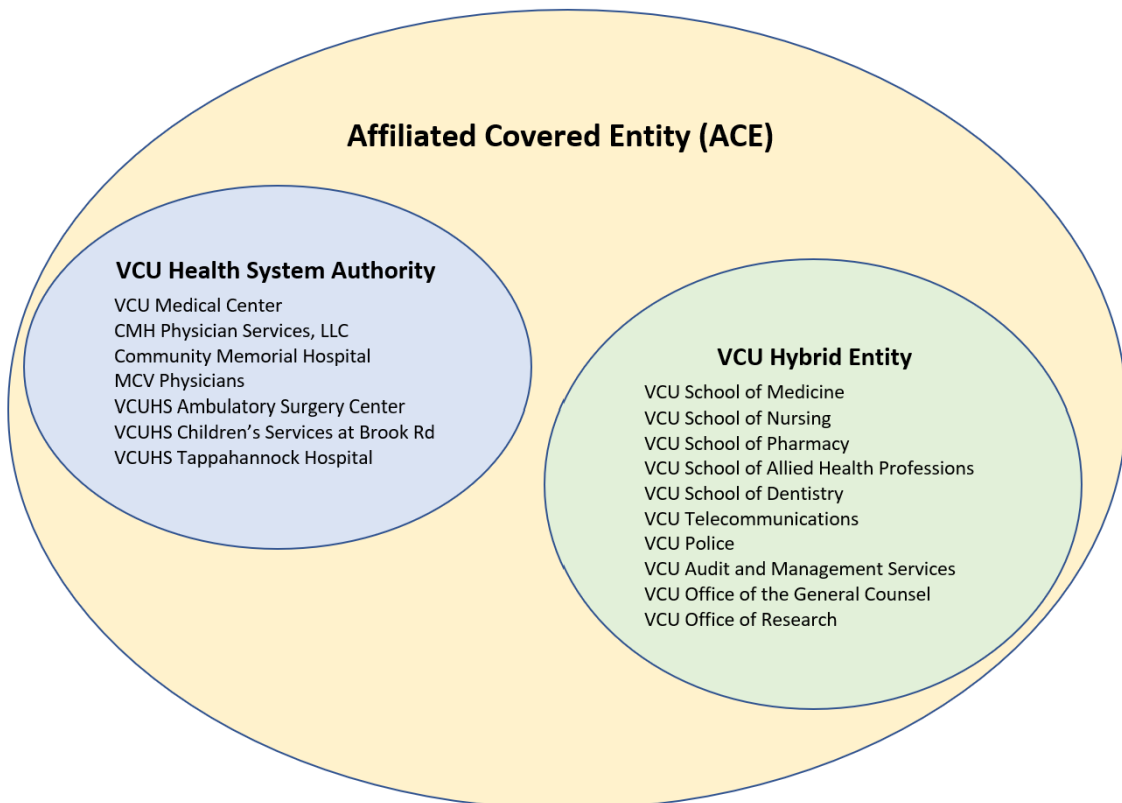 Affiliated Covered Entity (ACE)
VCU Health System Authority
VCU Medical Center
CMH Physician Services, LLC
Community Memorial Hospital
MCV Physicians
VCUHS Ambulatory Surgery Center
VCUHS Children’s Services at Brook Rd
VCUHS Tappahannock Hospital
VCU Hybrid Entity
VCU School of Medicine
VCU School of Nursing
VCU School of Pharmacy
VCU School of Allied Health Professions
VCU School of Dentistry
VCU Telecommunications
VCU Police
VCU Audit and Management Services
VCU Office of the General Counsel
VCU Office of Research